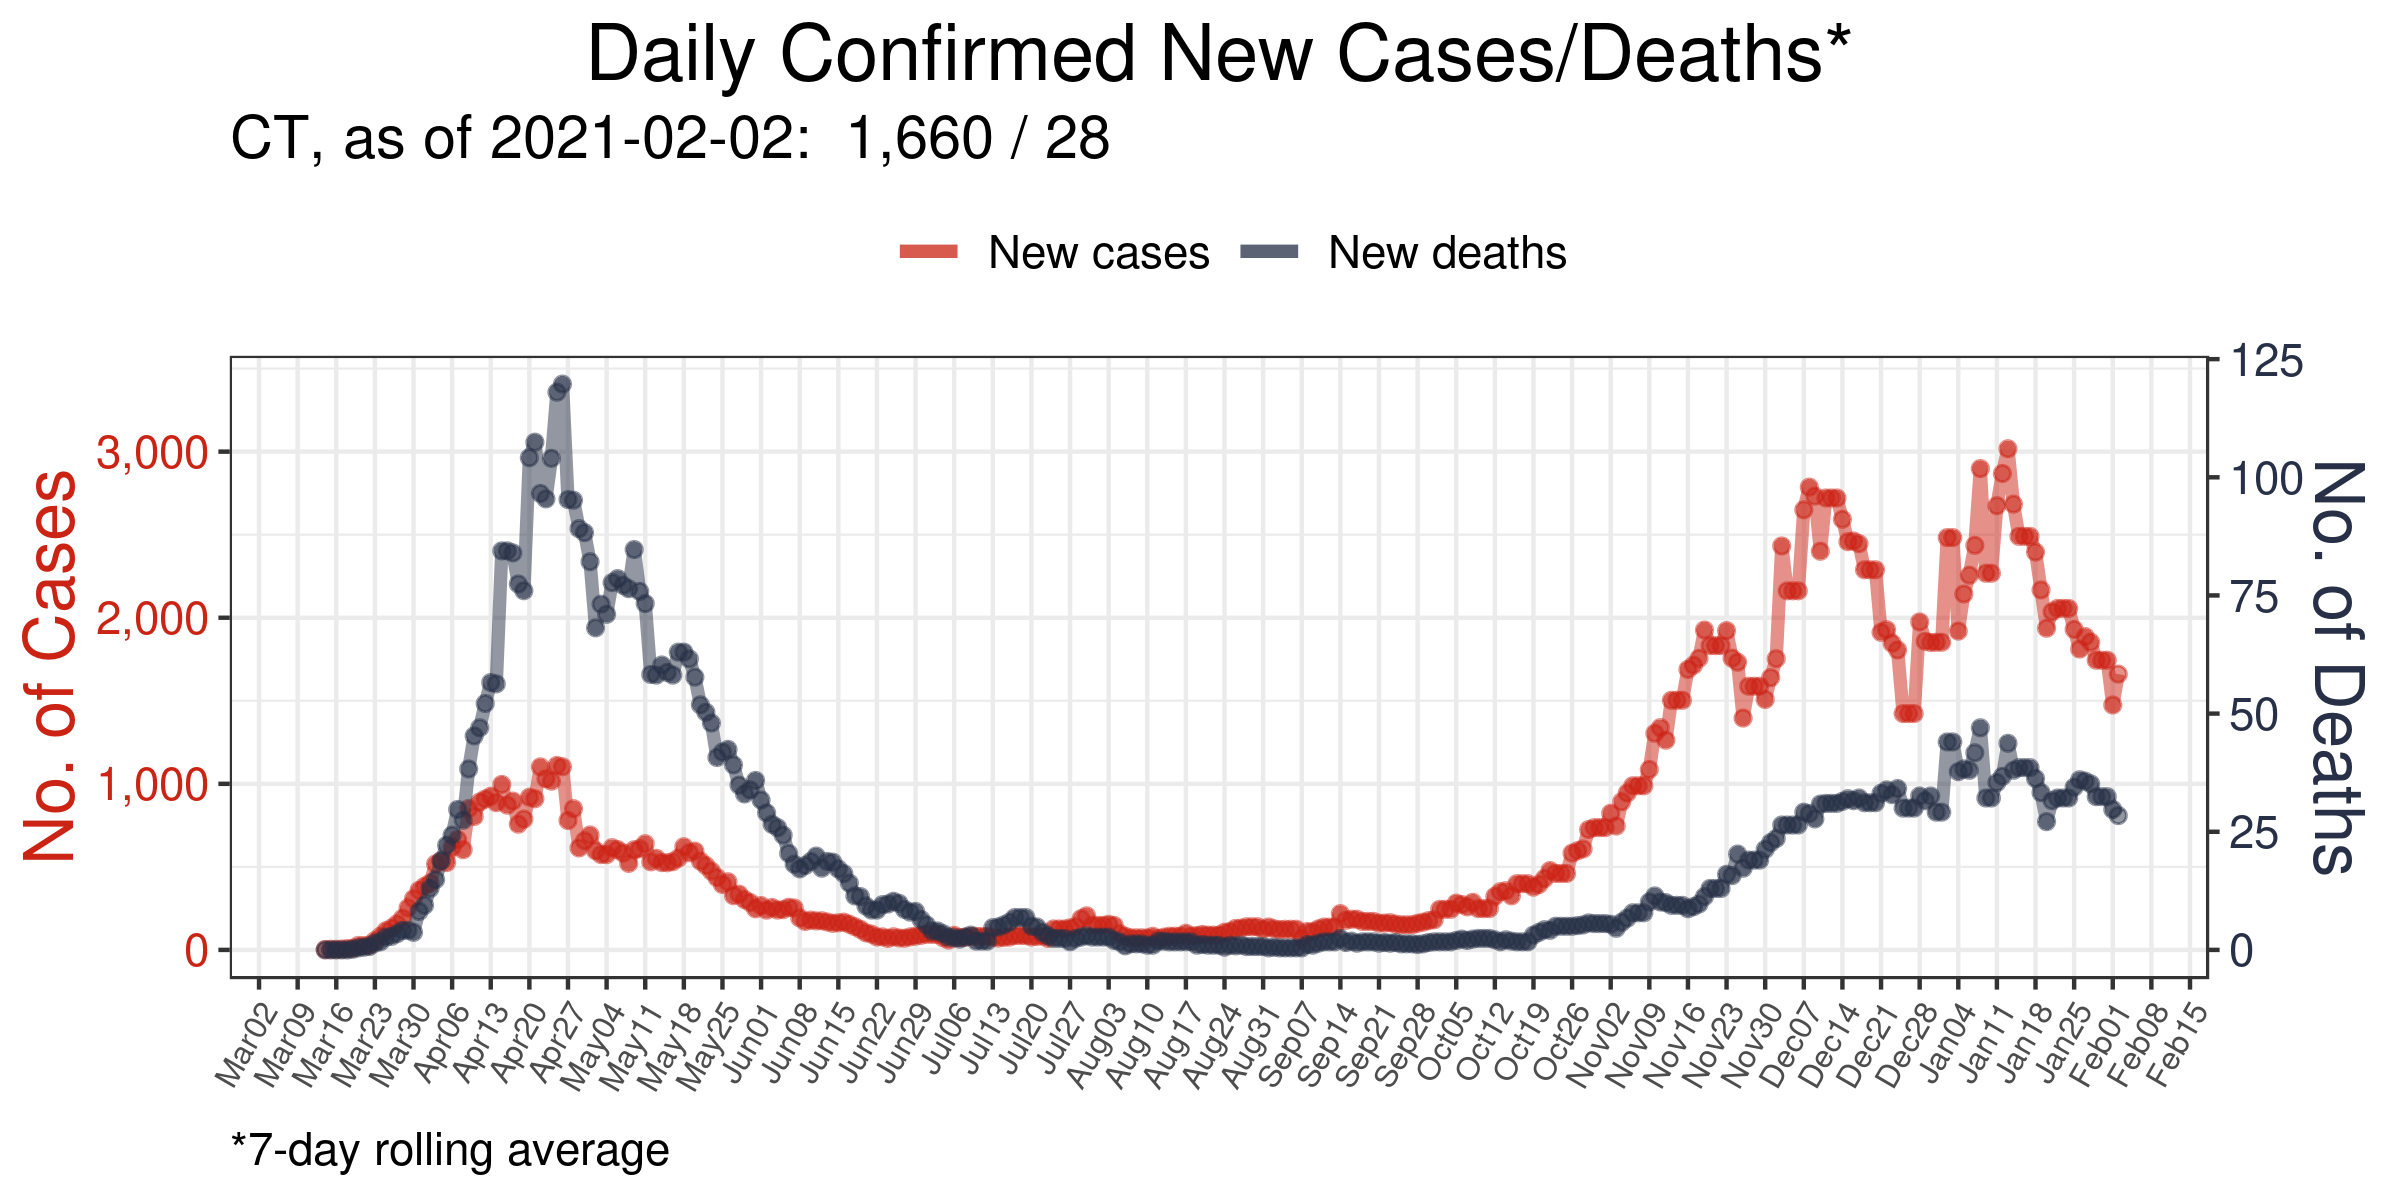 Daily Confirmed New Cases/Deaths*
CT, as of 2021-02-02:  1,660 / 28
New cases New deaths
No. of Cases
3,000
2,000
1,000
0
125
100
75
50
25
0
No. of Deaths
Mar02 Mar09 Mar16 Mar23 Mar30 Apr06 Apr13 Apr20 Apr27 May04 May11 May18 May25 Jun01 Jun08 Jun15 Jun22 Jun29 Jul06 Jul13 Jul20 Jul27 Aug03 Aug10 Aug17 Aug24 Aug31 Sep07 Sep14 Sep21 Sep28 Oct05 Oct12 Oct19 Oct26 Nov02 Nov09 Nov16 Nov23 Nov30 Dec07 Dec14 Dec21 Dec28 Jan04 Jan11 Jan18 Jan25 Feb01 Feb08 Feb15
*7-day rolling average